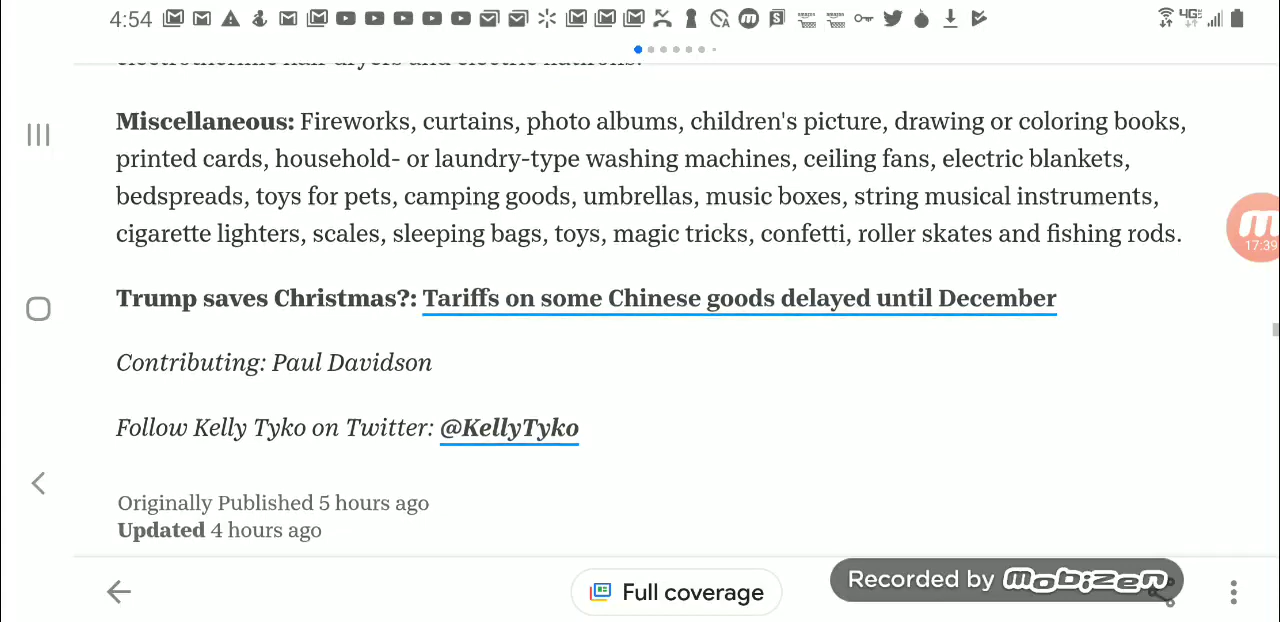 4:54
4G
Miscellaneous: Fireworks, curtains, photo albums, children's picture, drawing or coloring books,
printed cards, household- or laundry-type washing machines, ceiling fans, electric blankets,
bedspreads, toys for pets, camping goods, umbrellas, music boxes, string musical instruments,
cigarette lighters, scales, sleeping bags, toys, magic tricks, confetti, roller skates and fishing rods.
17:39
Trump saves Christmas?: Tariffs on some Chinese goods delayed until December
Contributing: Paul Davidson
Follow Kelly Tyko on Twitter: @KellyTyko
Originally Published 5 hours ago
Updated 4 hours ago
Full coverage
Recorded by mobizen